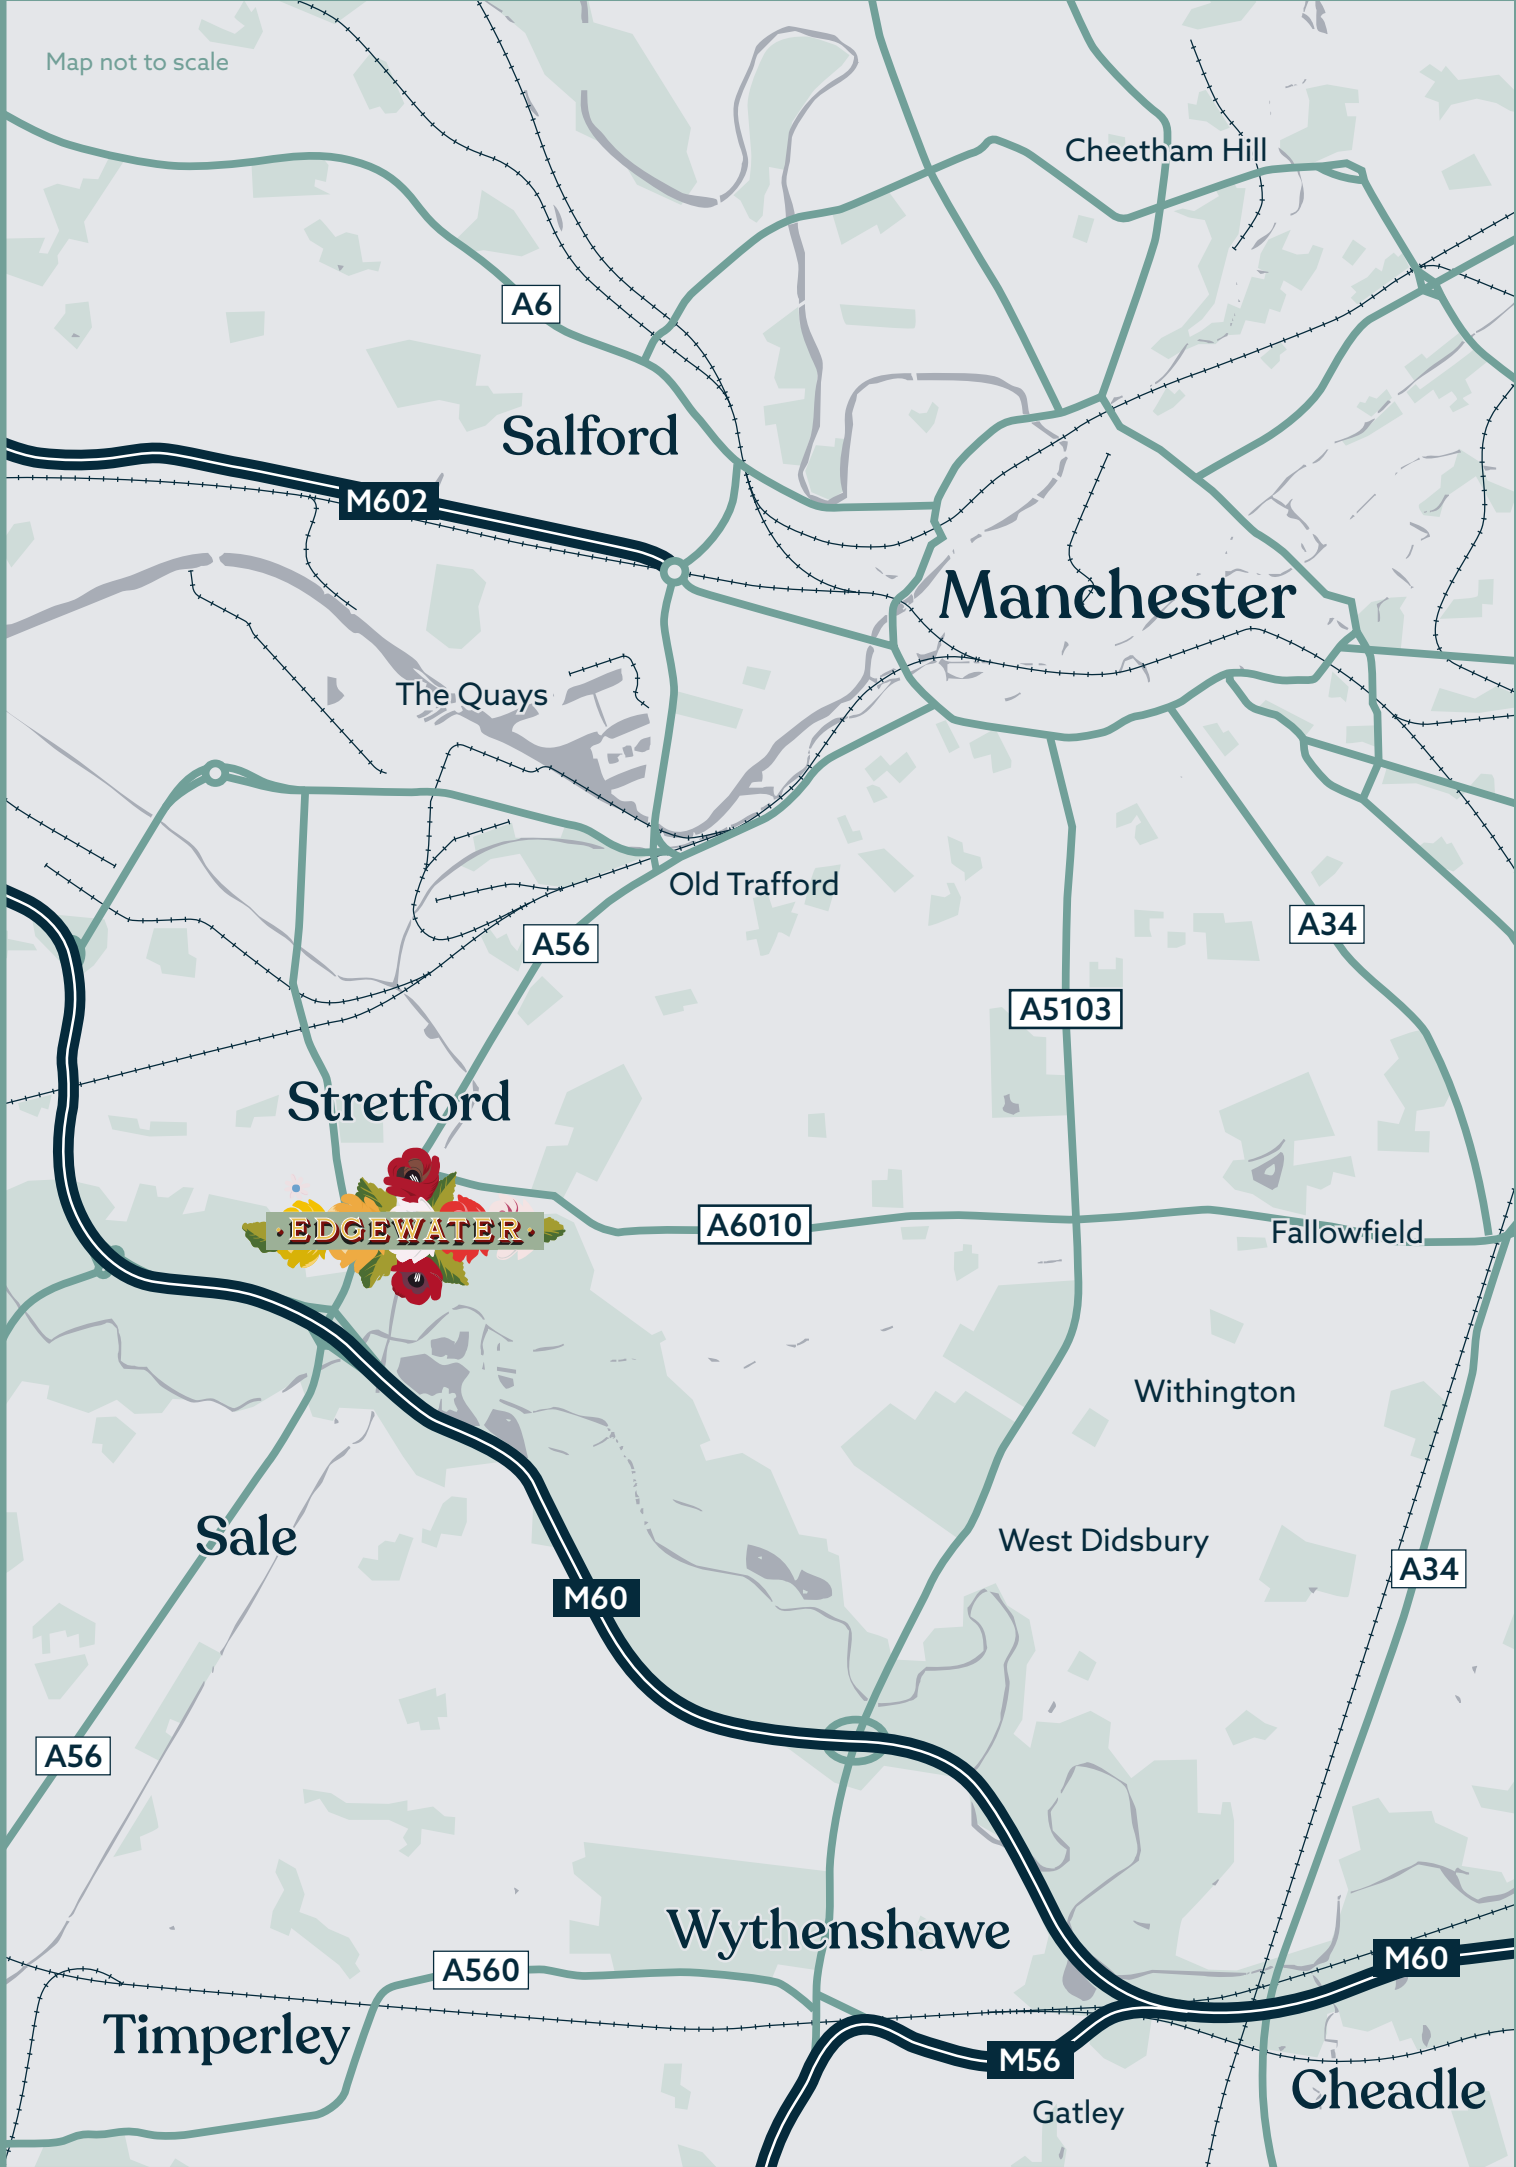 Map not to scale
Cheetham Hill
A6
Salford
M602
Manchester
The Quays
Old Trafford
A56
A34
A5103
Stretford
EDGEWATER
A6010
Fallowfield
Withington
Sale
West Didsbury
A34
M60
A56
Wythenshawe
M60
A560
Timperley
M56
Cheadle
Gatley